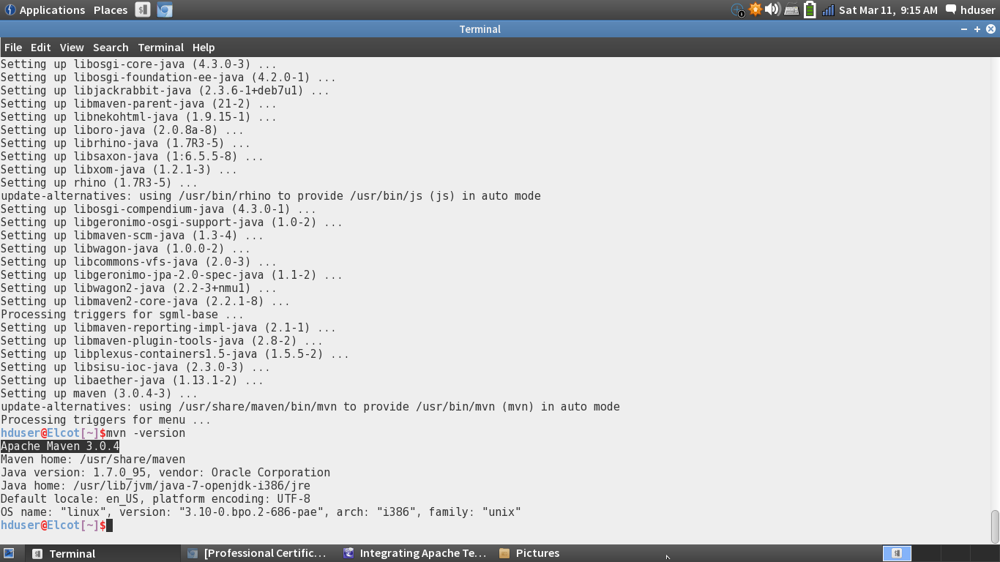 Applications Places Sat Mar 11, 9:15 AM hduser
Terminal
File Edit View Search Terminal Help
Setting up libosgi-core-java (4.3.0-3) ...
Setting up libosgi-foundation-ee-java (4.2.0-1) ...
Setting up libjackrabbit-java (2.3.6-1+deb7u1) ...
Setting up libmaven-parent-java (21-2) ...
Setting up libnekohtml-java (1.9.15-1) ...
Setting up liboro-java (2.0.8a-8) ...
Setting up librhino-java (1.7R3-5) ...
Setting up libsaxon-java (1:6.5.5-8) ...
Setting up libxom-java (1.2.1-3) ...
Setting up rhino (1.7R3-5) ...
update-alternatives: using /usr/bin/rhino to provide /usr/bin/js (js) in auto mode
Setting up libosgi-compendium-java (4.3.0-1) ...
Setting up libgeronimo-osgi-support-java (1.0-2) ...
Setting up libmaven-scm-java (1.3-4) ...
Setting up libwagon-java (1.0.0-2) ...
Setting up libcommons-vfs-java (2.0-3) ...
Setting up libgeronimo-jpa-2.0-spec-java (1.1-2) ...
Setting up libwagon2-java (2.2-3+nmu1) ...
Setting up libmaven2-core-java (2.2.1-8) ...
Processing triggers for sgml-base ...
Setting up libmaven-reporting-impl-java (2.1-1) ...
Setting up libmaven-plugin-tools-java (2.8-2) ...
Setting up libplexus-containers1.5-java (1.5.5-2) ...
Setting up libsisu-ioc-java (2.3.0-3) ...
Setting up libaether-java (1.13.1-2) ...
Setting up maven (3.0.4-3) ...
update-alternatives: using /usr/share/maven/bin/mvn to provide /usr/bin/mvn (mvn) in auto mode
Processing triggers for menu ...
hduser@Elcot[~]$mvn -version
Apache Maven 3.0.4
Maven home: /usr/share/maven
Java version: 1.7.0_95, vendor: Oracle Corporation
Java home: /usr/lib/jvm/java-7-openjdk-i386/jre
Default locale: en_US, platform encoding: UTF-8
OS name: "linux", version: "3.10-0.bpo.2-686-pae", arch: "i386", family: "unix"
hduser@Elcot[~]$
Terminal [Professional Certific... Integrating Apache Te... Pictures